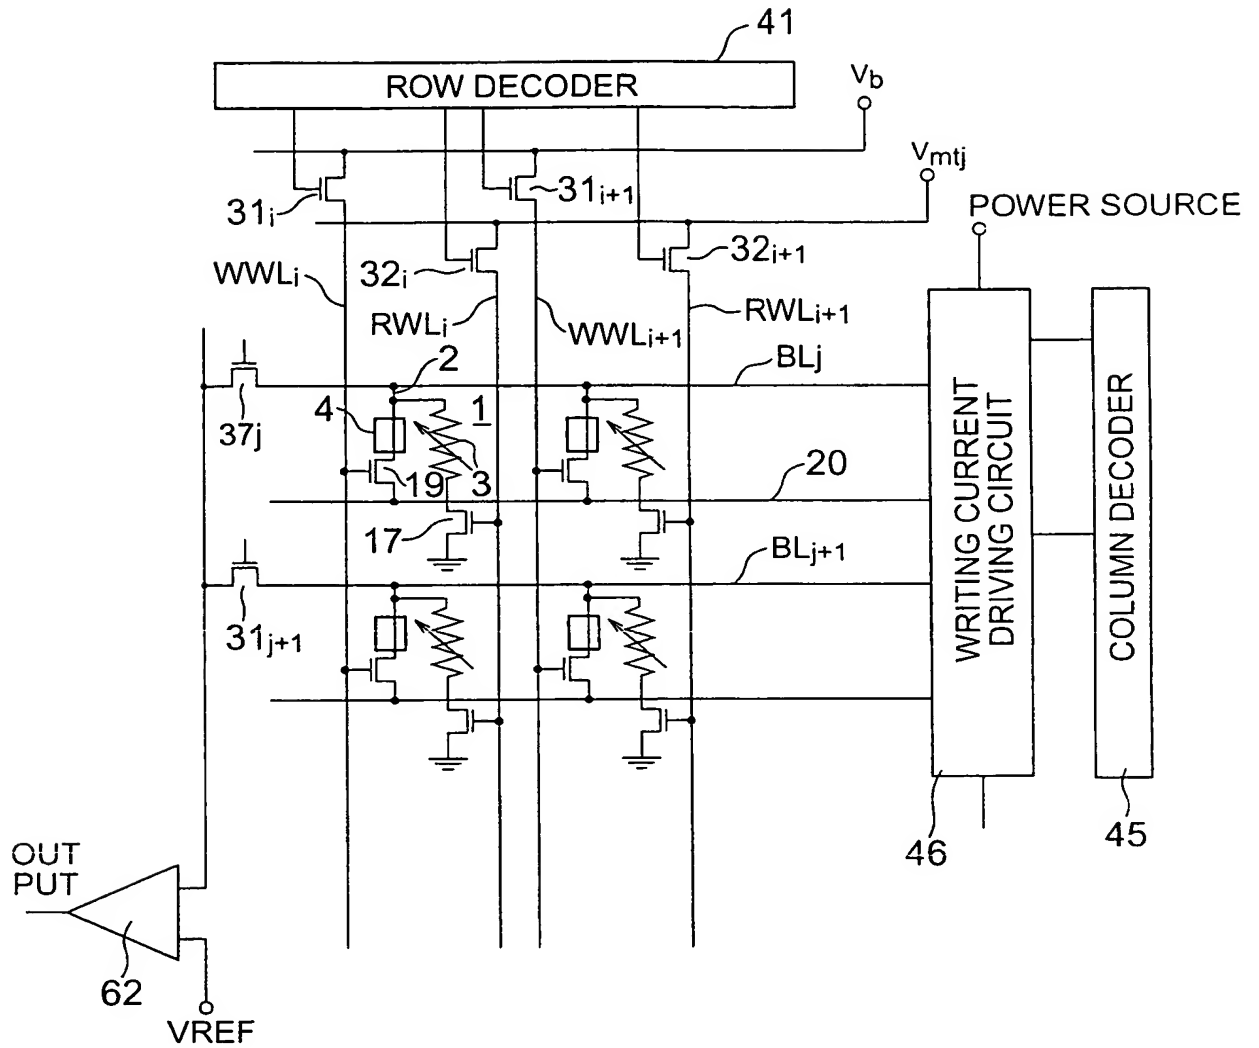 41
ROW DECODER
Vb
Vmtj
31i
31i+1
POWER SOURCE
32i
32i+1
WWLi
RWLi
WWLi+1
RWLi+1
BLj
2
4
1
37j
19
3
20
17
BLj+1
31j+1
WRITING CURRENT
DRIVING CIRCUIT
COLUMN DECODER
46
45
OUT
PUT
62
VREF